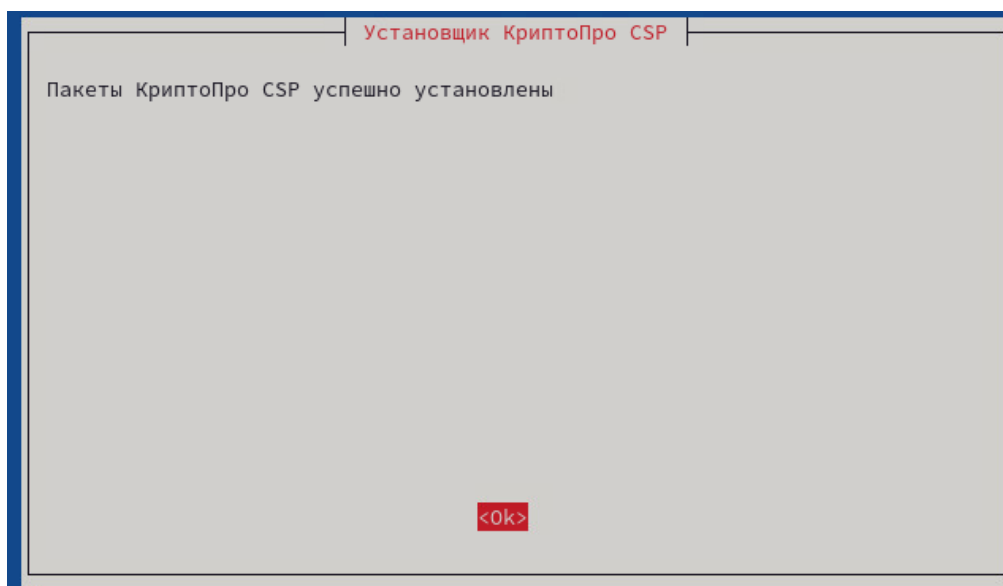 Установщик КриптоПро CSP
Пакеты КриптоПро CSP успешно установлены
<Ok>